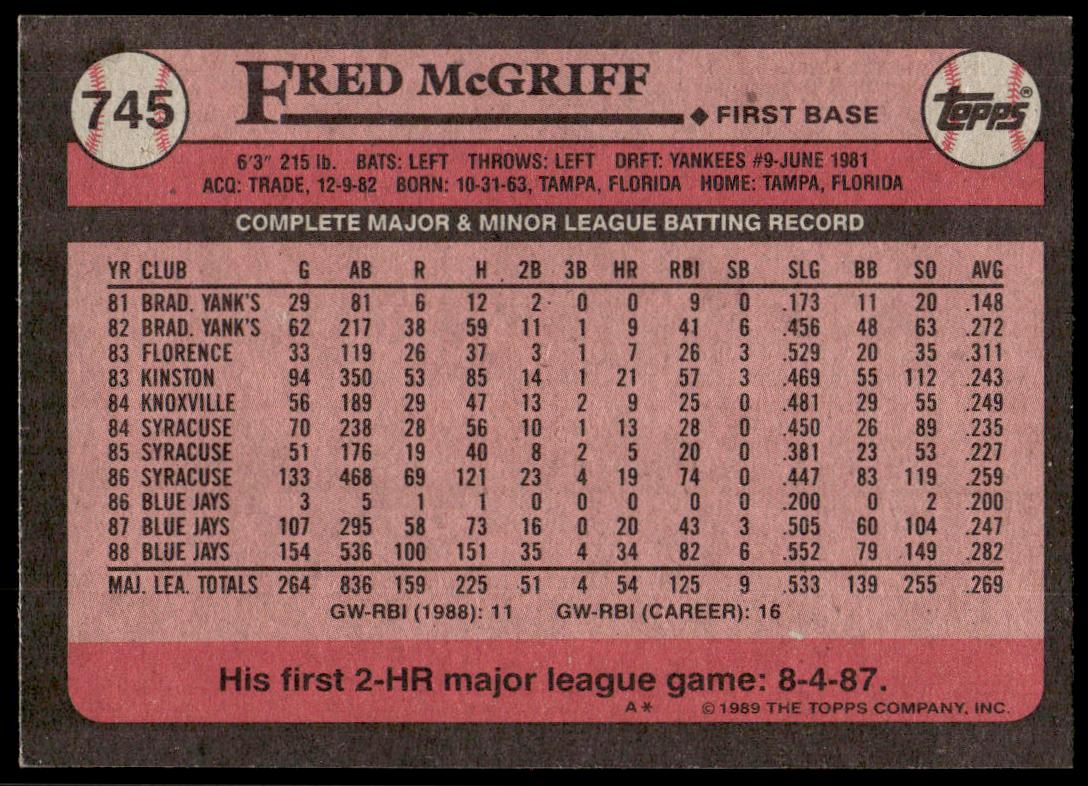 745
FRED McGRIFF
◆ FIRST BASE
Topps®
6'3" 215 lb. BATS: LEFT THROWS: LEFT DRFT: YANKEES #9-JUNE 1981
ACQ: TRADE, 12-9-82 BORN: 10-31-63, TAMPA, FLORIDA HOME: TAMPA, FLORIDA
COMPLETE MAJOR & MINOR LEAGUE BATTING RECORD
YR CLUB G AB R H 2B 3B HR RBI SB SLG BB SO AVG
81 BRAD. YANK'S 29 81 6 12 2 0 0 9 0 .173 11 20 .148
82 BRAD. YANK'S 62 217 38 59 11 1 9 41 6 .456 48 63 .272
83 FLORENCE 33 119 26 37 3 1 7 26 3 .529 20 35 .311
83 KINSTON 94 350 53 85 14 1 21 57 3 .469 55 112 .243
84 KNOXVILLE 56 189 29 47 13 2 9 25 0 .481 29 55 .249
84 SYRACUSE 70 238 28 56 10 1 13 28 0 .450 26 89 .235
85 SYRACUSE 51 176 19 40 8 2 5 20 0 .381 23 53 .227
86 SYRACUSE 133 468 69 121 23 4 19 74 0 .447 83 119 .259
86 BLUE JAYS 3 5 1 1 0 0 0 0 0 .200 0 2 .200
87 BLUE JAYS 107 295 58 73 16 0 20 43 3 .505 60 104 .247
88 BLUE JAYS 154 536 100 151 35 4 34 82 6 .552 79 149 .282
MAJ. LEA. TOTALS 264 836 159 225 51 4 54 125 9 .533 139 255 .269
GW-RBI (1988): 11 GW-RBI (CAREER): 16
His first 2-HR major league game: 8-4-87.
A* © 1989 THE TOPPS COMPANY, INC.